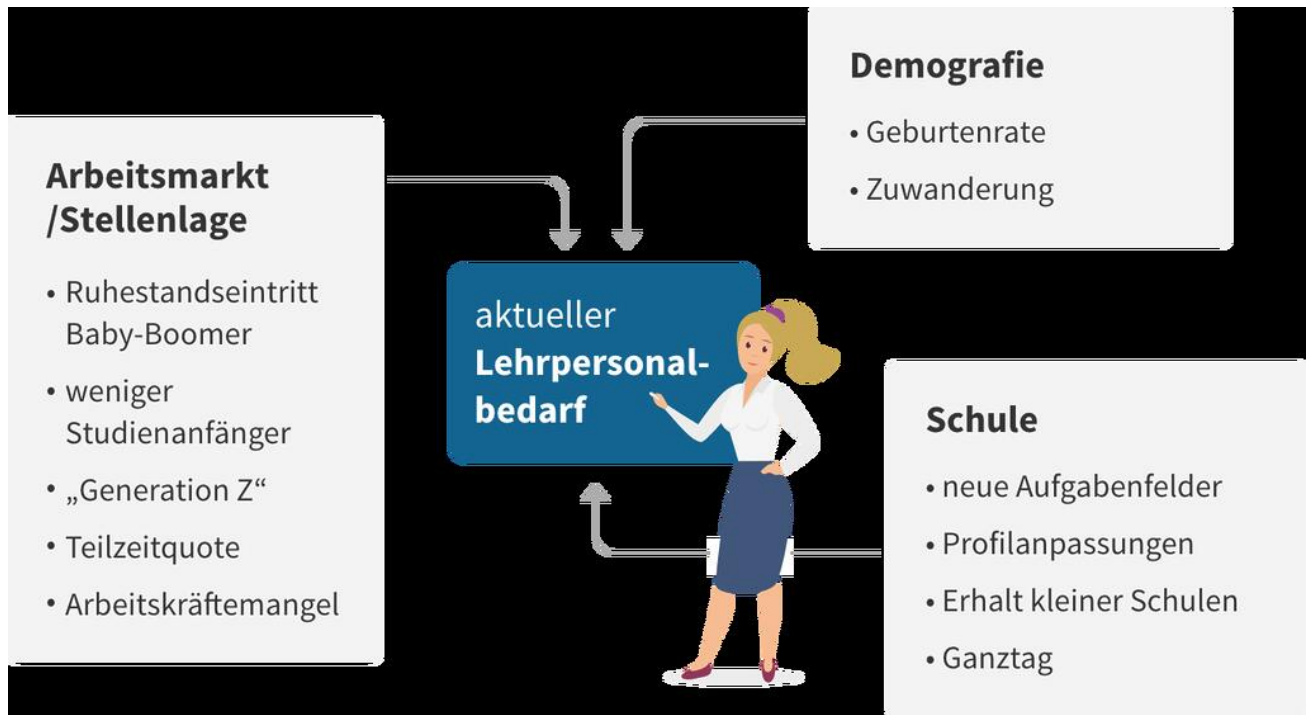 Demografie
• Geburtenrate
• Zuwanderung
Arbeitsmarkt
/Stellenlage
• Ruhestandseintritt
Baby-Boomer
• weniger
Studienanfänger
• „Generation Z“
• Teilzeitquote
• Arbeitskräftemangel
aktueller
Lehrpersonal-
bedarf
Schule
• neue Aufgabenfelder
• Profilanpassungen
• Erhalt kleiner Schulen
• Ganztag